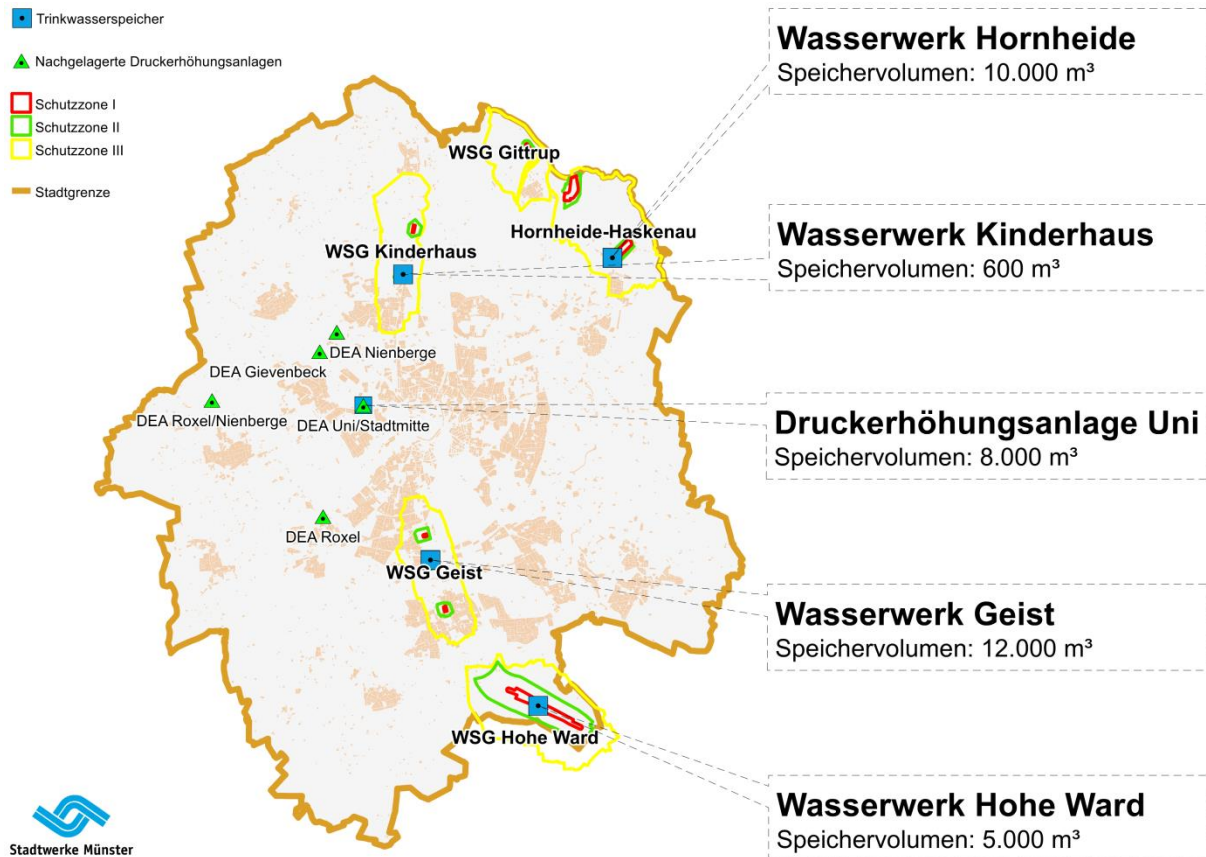 Trinkwasserspeicher
Nachgelagerte Druckerhöhungsanlagen
Schutzzone I
Schutzzone II
Schutzzone III
Stadtgrenze
WSG Gittrup
Hornheide-Haskenau
WSG Kinderhaus
DEA Nienberge
DEA Gievenbeck
DEA Roxel/Nienberge
DEA Uni/Stadtmitte
DEA Roxel
WSG Geist
WSG Hohe Ward
Wasserwerk Hornheide
Speichervolumen: 10.000 m³
Wasserwerk Kinderhaus
Speichervolumen: 600 m³
Druckerhöhungsanlage Uni
Speichervolumen: 8.000 m³
Wasserwerk Geist
Speichervolumen: 12.000 m³
Wasserwerk Hohe Ward
Speichervolumen: 5.000 m³
Stadtwerke Münster